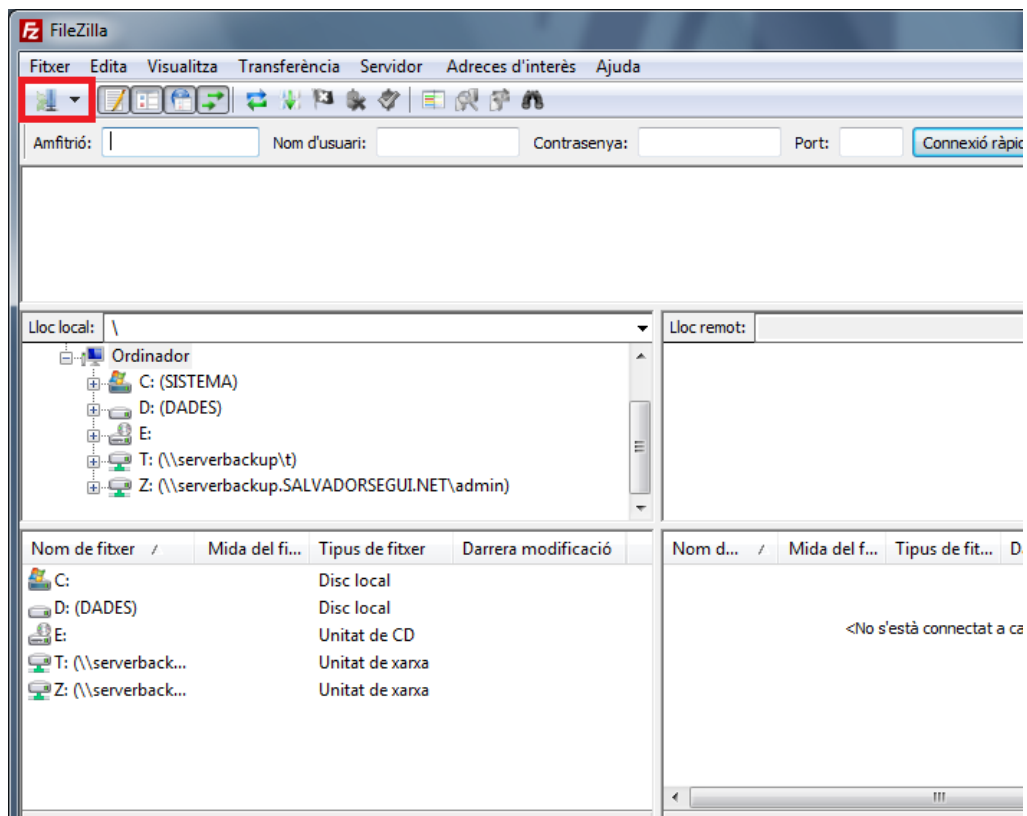 FileZilla
Fitxer Edita Visualitza Transferència Servidor Adreces d'interès Ajuda
Amfitrió: Nom d'usuari: Contrasenya: Port: Connexió ràpid
Lloc local: \ Lloc remot:
Ordinador
C: (SISTEMA)
D: (DADES)
E:
T: (\\serverbackup\t)
Z: (\\serverbackup.SALVADORSEGUI.NET\admin)
Nom de fitxer Mida del fi... Tipus de fitxer Darrera modificació Nom d... Mida del f... Tipus de fit... D
C: Disc local
D: (DADES) Disc local
<No s'està connectat a ca
E: Unitat de CD
T: (\\serverback... Unitat de xarxa
Z: (\\serverback... Unitat de xarxa